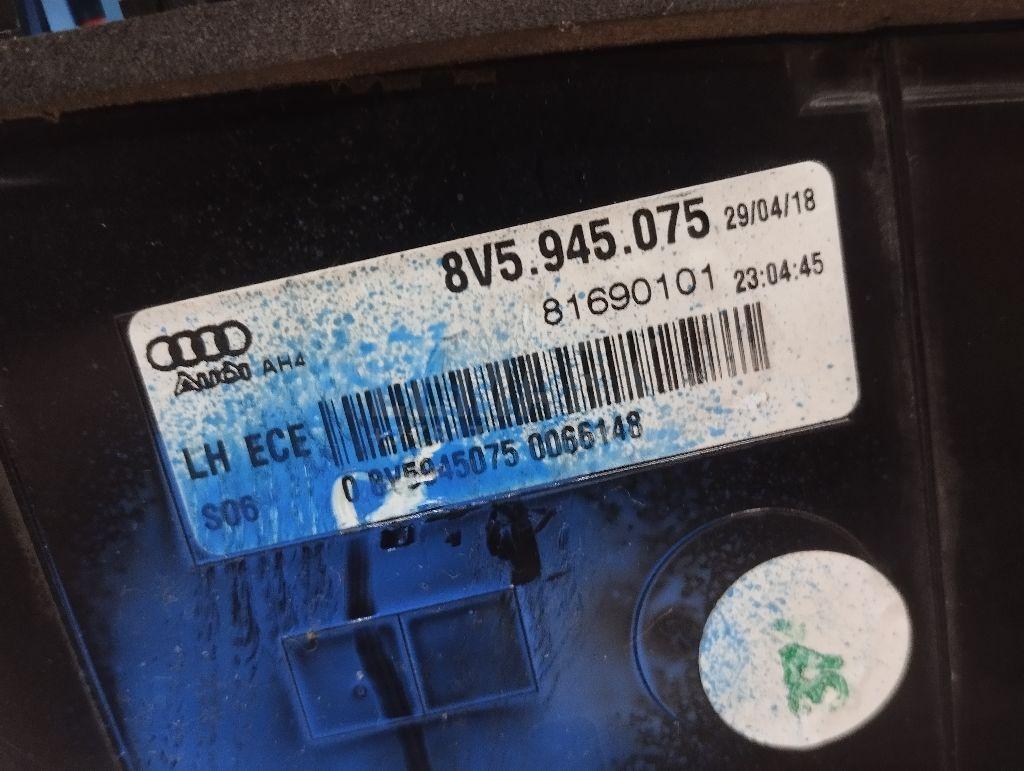 8V5.945.075 29/04/18
81690101 23:04:45
Audi AH4
LH ECE
0 8V5945075 0066148
S06